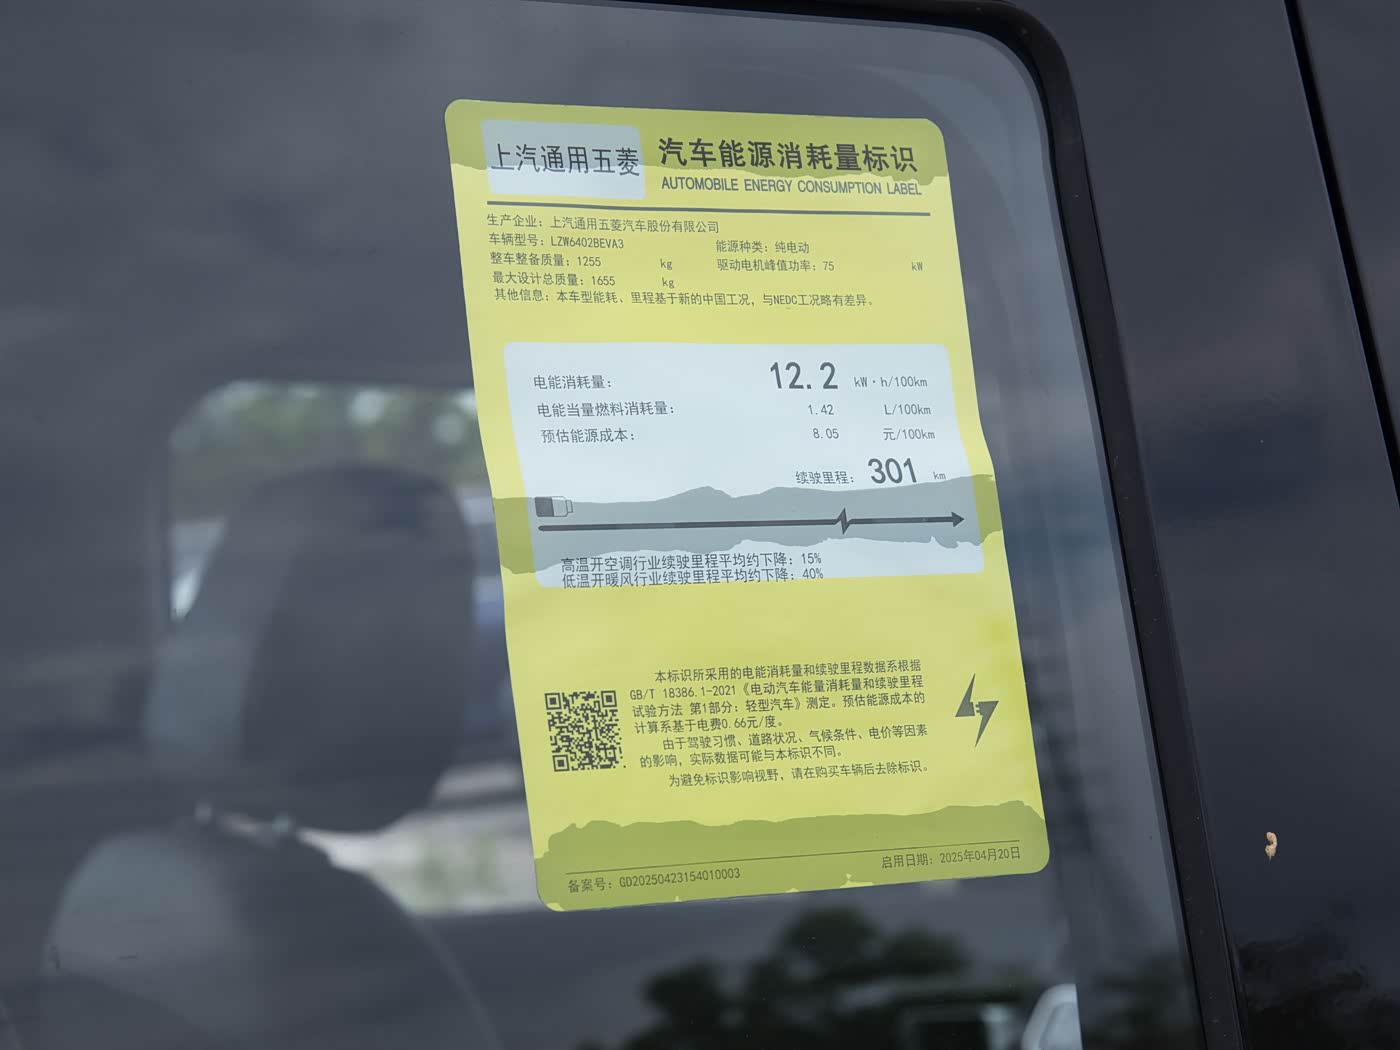 上汽通用五菱
汽车能源消耗量标识
AUTOMOBILE ENERGY CONSUMPTION LABEL
生产企业：上汽通用五菱汽车股份有限公司
车辆型号：LZW6402BEVA3 能源种类：纯电动
整车整备质量：1255 kg 驱动电机峰值功率：75 kW
最大设计总质量：1655 kg
其他信息：本车型能耗、里程基于新的中国工况，与NEDC工况略有差异。
电能消耗量： 12.2 kW·h/100km
电能当量燃料消耗量： 1.42 L/100km
预估能源成本： 8.05 元/100km
续驶里程： 301 km
高温开空调行业续驶里程平均约下降：15%
低温开暖风行业续驶里程平均约下降：40%
本标识所采用的电能消耗量和续驶里程数据系根据
GB/T 18386.1-2021《电动汽车能量消耗量和续驶里程
试验方法 第1部分：轻型汽车》测定。预估能源成本的
计算系基于电费0.66元/度。
由于驾驶习惯、道路状况、气候条件、电价等因素
的影响，实际数据可能与本标识不同。
为避免标识影响视野，请在购买车辆后去除标识。
备案号：GD20250423154010003 启用日期：2025年04月20日